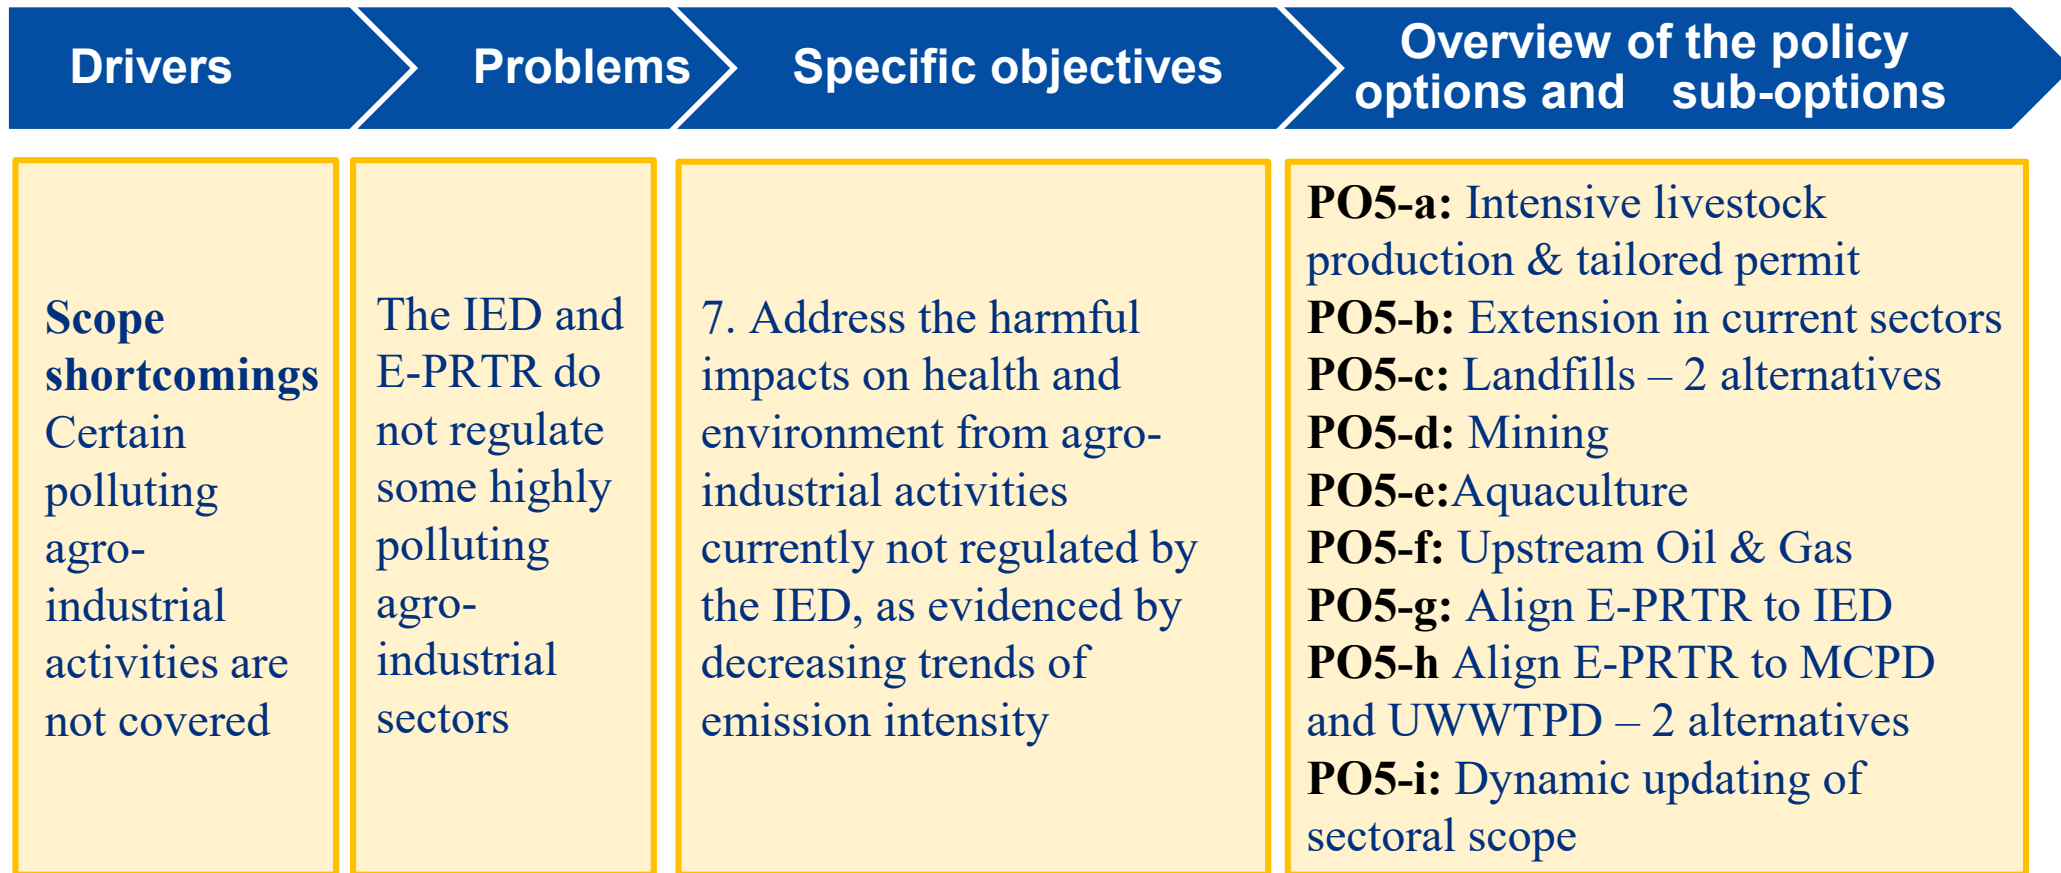 Drivers
Problems
Specific objectives
Overview of the policy
options and sub-options
Scope
shortcomings
Certain
polluting
agro-
industrial
activities are
not covered
The IED and
E-PRTR do
not regulate
some highly
polluting
agro-
industrial
sectors
7. Address the harmful
impacts on health and
environment from agro-
industrial activities
currently not regulated by
the IED, as evidenced by
decreasing trends of
emission intensity
PO5-a: Intensive livestock
production & tailored permit
PO5-b: Extension in current sectors
PO5-c: Landfills – 2 alternatives
PO5-d: Mining
PO5-e:Aquaculture
PO5-f: Upstream Oil & Gas
PO5-g: Align E-PRTR to IED
PO5-h Align E-PRTR to MCPD
and UWWTPD – 2 alternatives
PO5-i: Dynamic updating of
sectoral scope